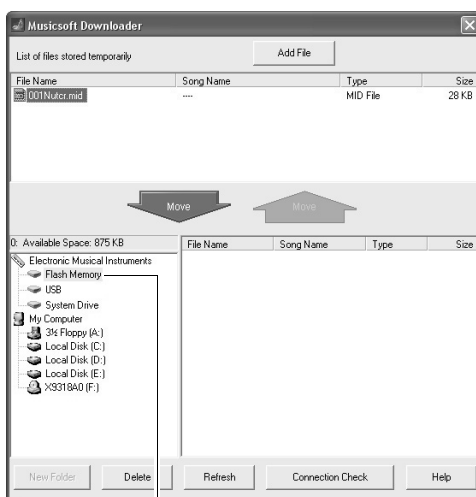 Musicsoft Downloader
List of files stored temporarily Add File
File Name Song Name Type Size
001Nutcr.mid ---- MID File 28 KB
Move Move
0: Available Space: 875 KB File Name Song Name Type Size
Electronic Musical Instruments
Flash Memory
USB
System Drive
My Computer
3½ Floppy (A:)
Local Disk (C:)
Local Disk (D:)
Local Disk (E:)
X9318A0 (F:)
New Folder Delete Refresh Connection Check Help